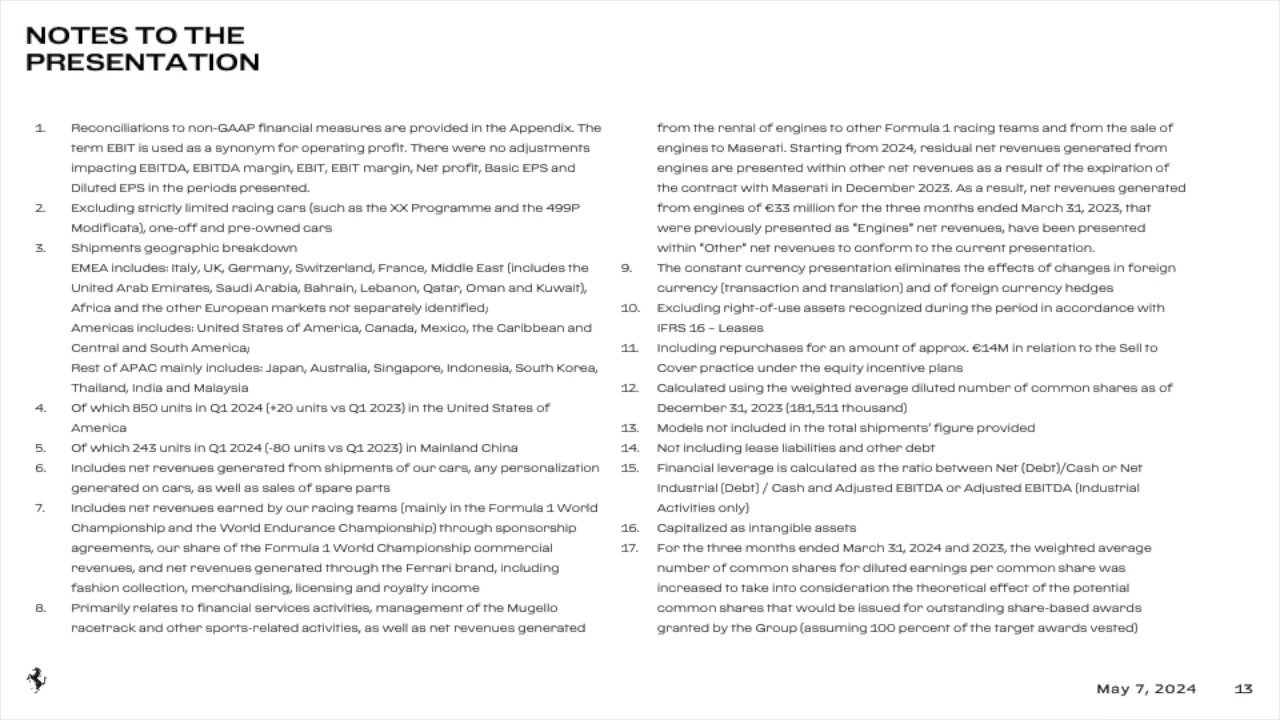 NOTES TO THE
PRESENTATION
1. Reconciliations to non-GAAP financial measures are provided in the Appendix. The
term EBIT is used as a synonym for operating profit. There were no adjustments
impacting EBITDA, EBITDA margin, EBIT, EBIT margin, Net profit, Basic EPS and
Diluted EPS in the periods presented.
2. Excluding strictly limited racing cars (such as the XX Programme and the 499P
Modificata), one-off and pre-owned cars
3. Shipments geographic breakdown
EMEA includes: Italy, UK, Germany, Switzerland, France, Middle East (includes the
United Arab Emirates, Saudi Arabia, Bahrain, Lebanon, Qatar, Oman and Kuwait),
Africa and the other European markets not separately identified;
Americas includes: United States of America, Canada, Mexico, the Caribbean and
Central and South America;
Rest of APAC mainly includes: Japan, Australia, Singapore, Indonesia, South Korea,
Thailand, India and Malaysia
4. Of which 850 units in Q1 2024 (+20 units vs Q1 2023) in the United States of
America
5. Of which 243 units in Q1 2024 (-80 units vs Q1 2023) in Mainland China
6. Includes net revenues generated from shipments of our cars, any personalization
generated on cars, as well as sales of spare parts
7. Includes net revenues earned by our racing teams (mainly in the Formula 1 World
Championship and the World Endurance Championship) through sponsorship
agreements, our share of the Formula 1 World Championship commercial
revenues, and net revenues generated through the Ferrari brand, including
fashion collection, merchandising, licensing and royalty income
8. Primarily relates to financial services activities, management of the Mugello
racetrack and other sports-related activities, as well as net revenues generated
from the rental of engines to other Formula 1 racing teams and from the sale of
engines to Maserati. Starting from 2024, residual net revenues generated from
engines are presented within other net revenues as a result of the expiration of
the contract with Maserati in December 2023. As a result, net revenues generated
from engines of €33 million for the three months ended March 31, 2023, that
were previously presented as "Engines" net revenues, have been presented
within "Other" net revenues to conform to the current presentation.
9. The constant currency presentation eliminates the effects of changes in foreign
currency (transaction and translation) and of foreign currency hedges
10. Excluding right-of-use assets recognized during the period in accordance with
IFRS 16 – Leases
11. Including repurchases for an amount of approx. €14M in relation to the Sell to
Cover practice under the equity incentive plans
12. Calculated using the weighted average diluted number of common shares as of
December 31, 2023 (181,511 thousand)
13. Models not included in the total shipments' figure provided
14. Not including lease liabilities and other debt
15. Financial leverage is calculated as the ratio between Net (Debt)/Cash or Net
Industrial (Debt) / Cash and Adjusted EBITDA or Adjusted EBITDA (Industrial
Activities only)
16. Capitalized as intangible assets
17. For the three months ended March 31, 2024 and 2023, the weighted average
number of common shares for diluted earnings per common share was
increased to take into consideration the theoretical effect of the potential
common shares that would be issued for outstanding share-based awards
granted by the Group (assuming 100 percent of the target awards vested)
May 7, 2024 13